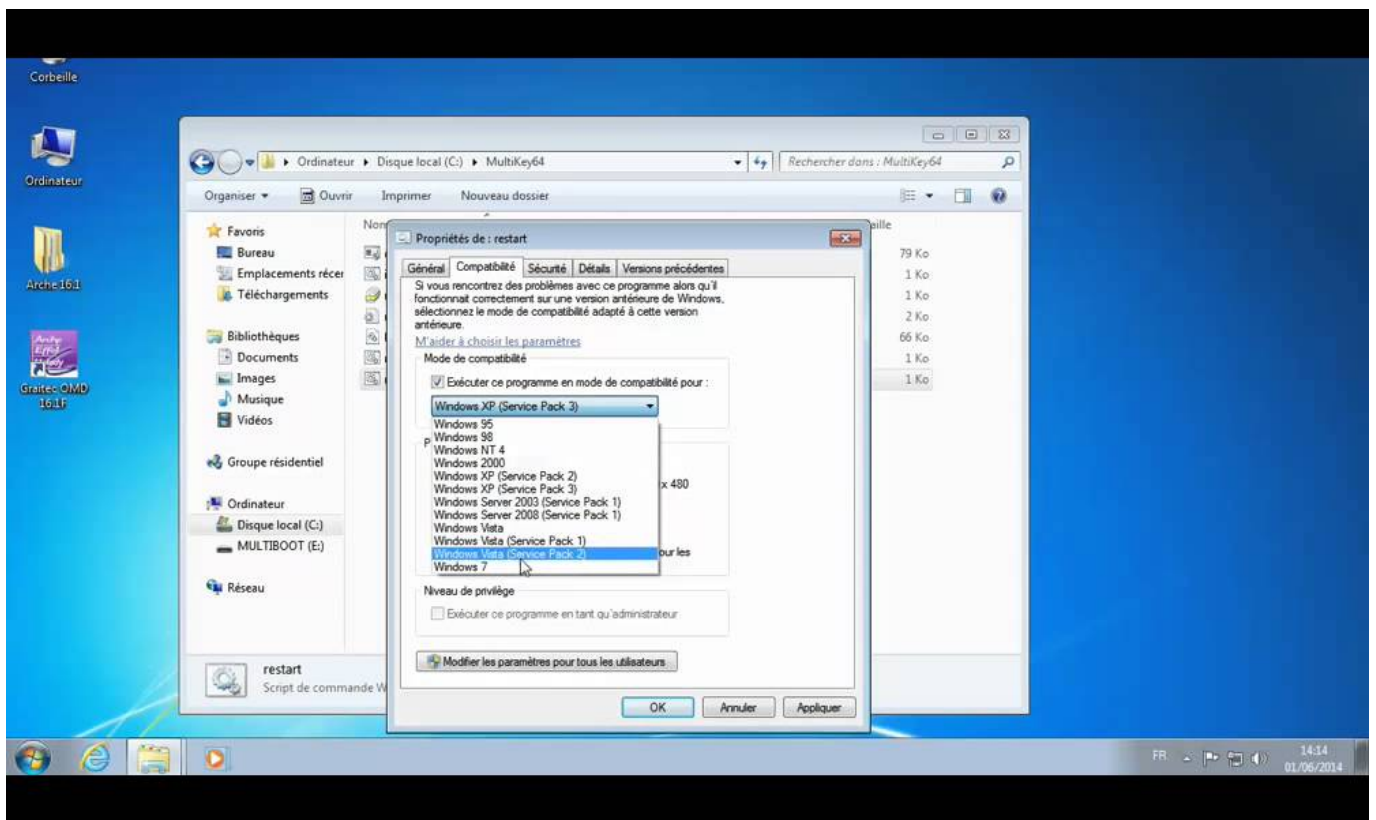 Corbeille
Ordinateur
Arche 16.1
Graitec OMD
16.1F
Ordinateur Disque local (C:) MultiKey64
Rechercher dans : MultiKey64
Organiser Ouvrir Imprimer Nouveau dossier
Favoris
Bureau
Emplacements récer
Téléchargements
Bibliothèques
Documents
Images
Musique
Vidéos
Groupe résidentiel
Ordinateur
Disque local (C:)
MULTIBOOT (E:)
Réseau
Nom
aille
79 Ko
1 Ko
1 Ko
2 Ko
66 Ko
1 Ko
1 Ko
Propriétés de : restart
Général Compatibilité Sécurité Détails Versions précédentes
Si vous rencontrez des problèmes avec ce programme alors qu'il
fonctionnait correctement sur une version antérieure de Windows,
sélectionnez le mode de compatibilité adapté à cette version
antérieure.
M'aider à choisir les paramètres
Mode de compatibilité
Exécuter ce programme en mode de compatibilité pour :
Windows XP (Service Pack 3)
Windows 95
Windows 98
Windows NT 4
Windows 2000
Windows XP (Service Pack 2)
Windows XP (Service Pack 3)
Windows Server 2003 (Service Pack 1)
Windows Server 2008 (Service Pack 1)
Windows Vista
Windows Vista (Service Pack 1)
Windows Vista (Service Pack 2)
Windows 7
P
x 480
our les
Niveau de privilège
Exécuter ce programme en tant qu'administrateur
Modifier les paramètres pour tous les utilisateurs
OK Annuler Appliquer
restart
Script de commande W
FR
14:14
01/06/2014